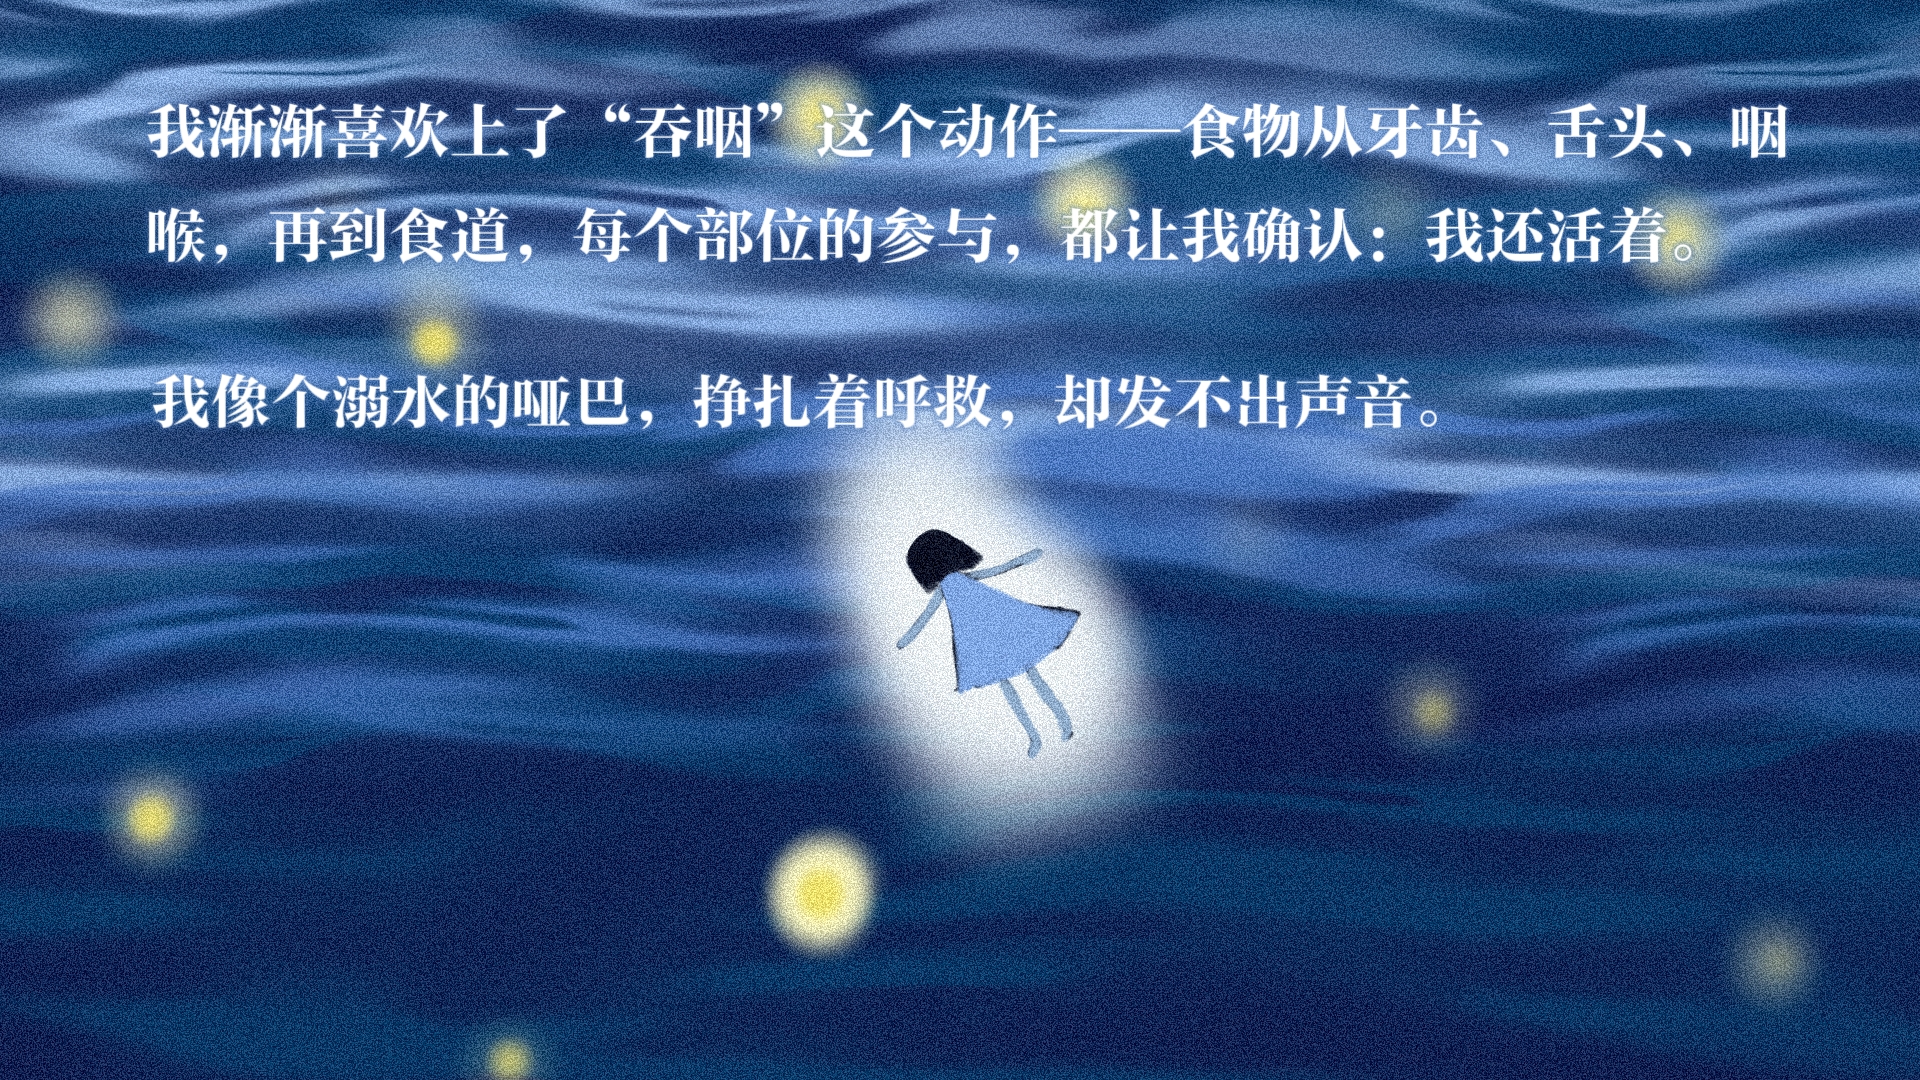 我渐渐喜欢上了“吞咽”这个动作——食物从牙齿、舌头、咽
喉，再到食道，每个部位的参与，都让我确认：我还活着。
我像个溺水的哑巴，挣扎着呼救，却发不出声音。